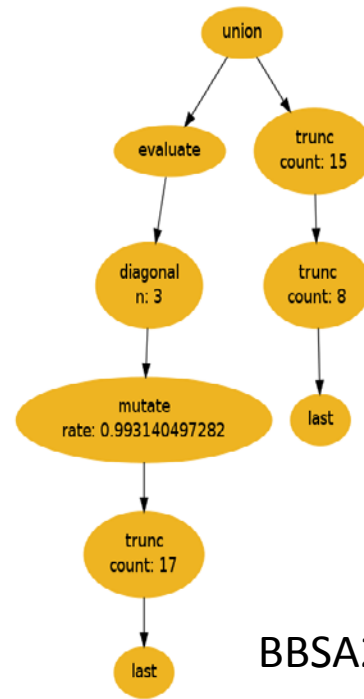 union
evaluate
trunc
count: 15
diagonal
n: 3
trunc
count: 8
mutate
rate: 0.993140497282
last
trunc
count: 17
last